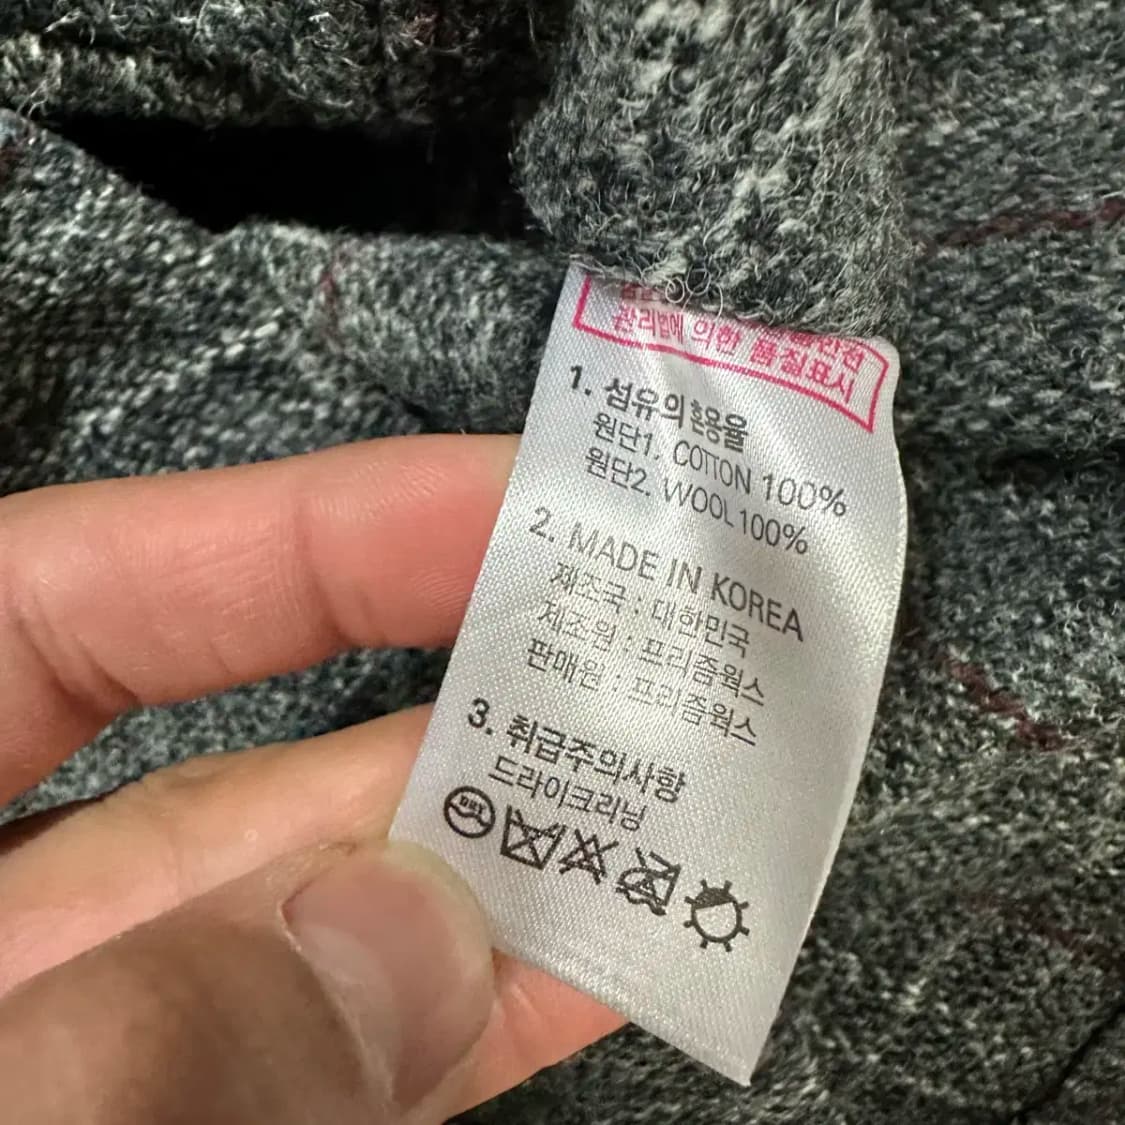 관리법에 의한 품질표시
1. 섬유의 혼용율
원단1. COTTON 100%
원단2. WOOL 100%
2. MADE IN KOREA
제조국 : 대한민국
제조원 : 프리즘웍스
판매원 : 프리즘웍스
3. 취급주의사항
드라이크리닝
DRY